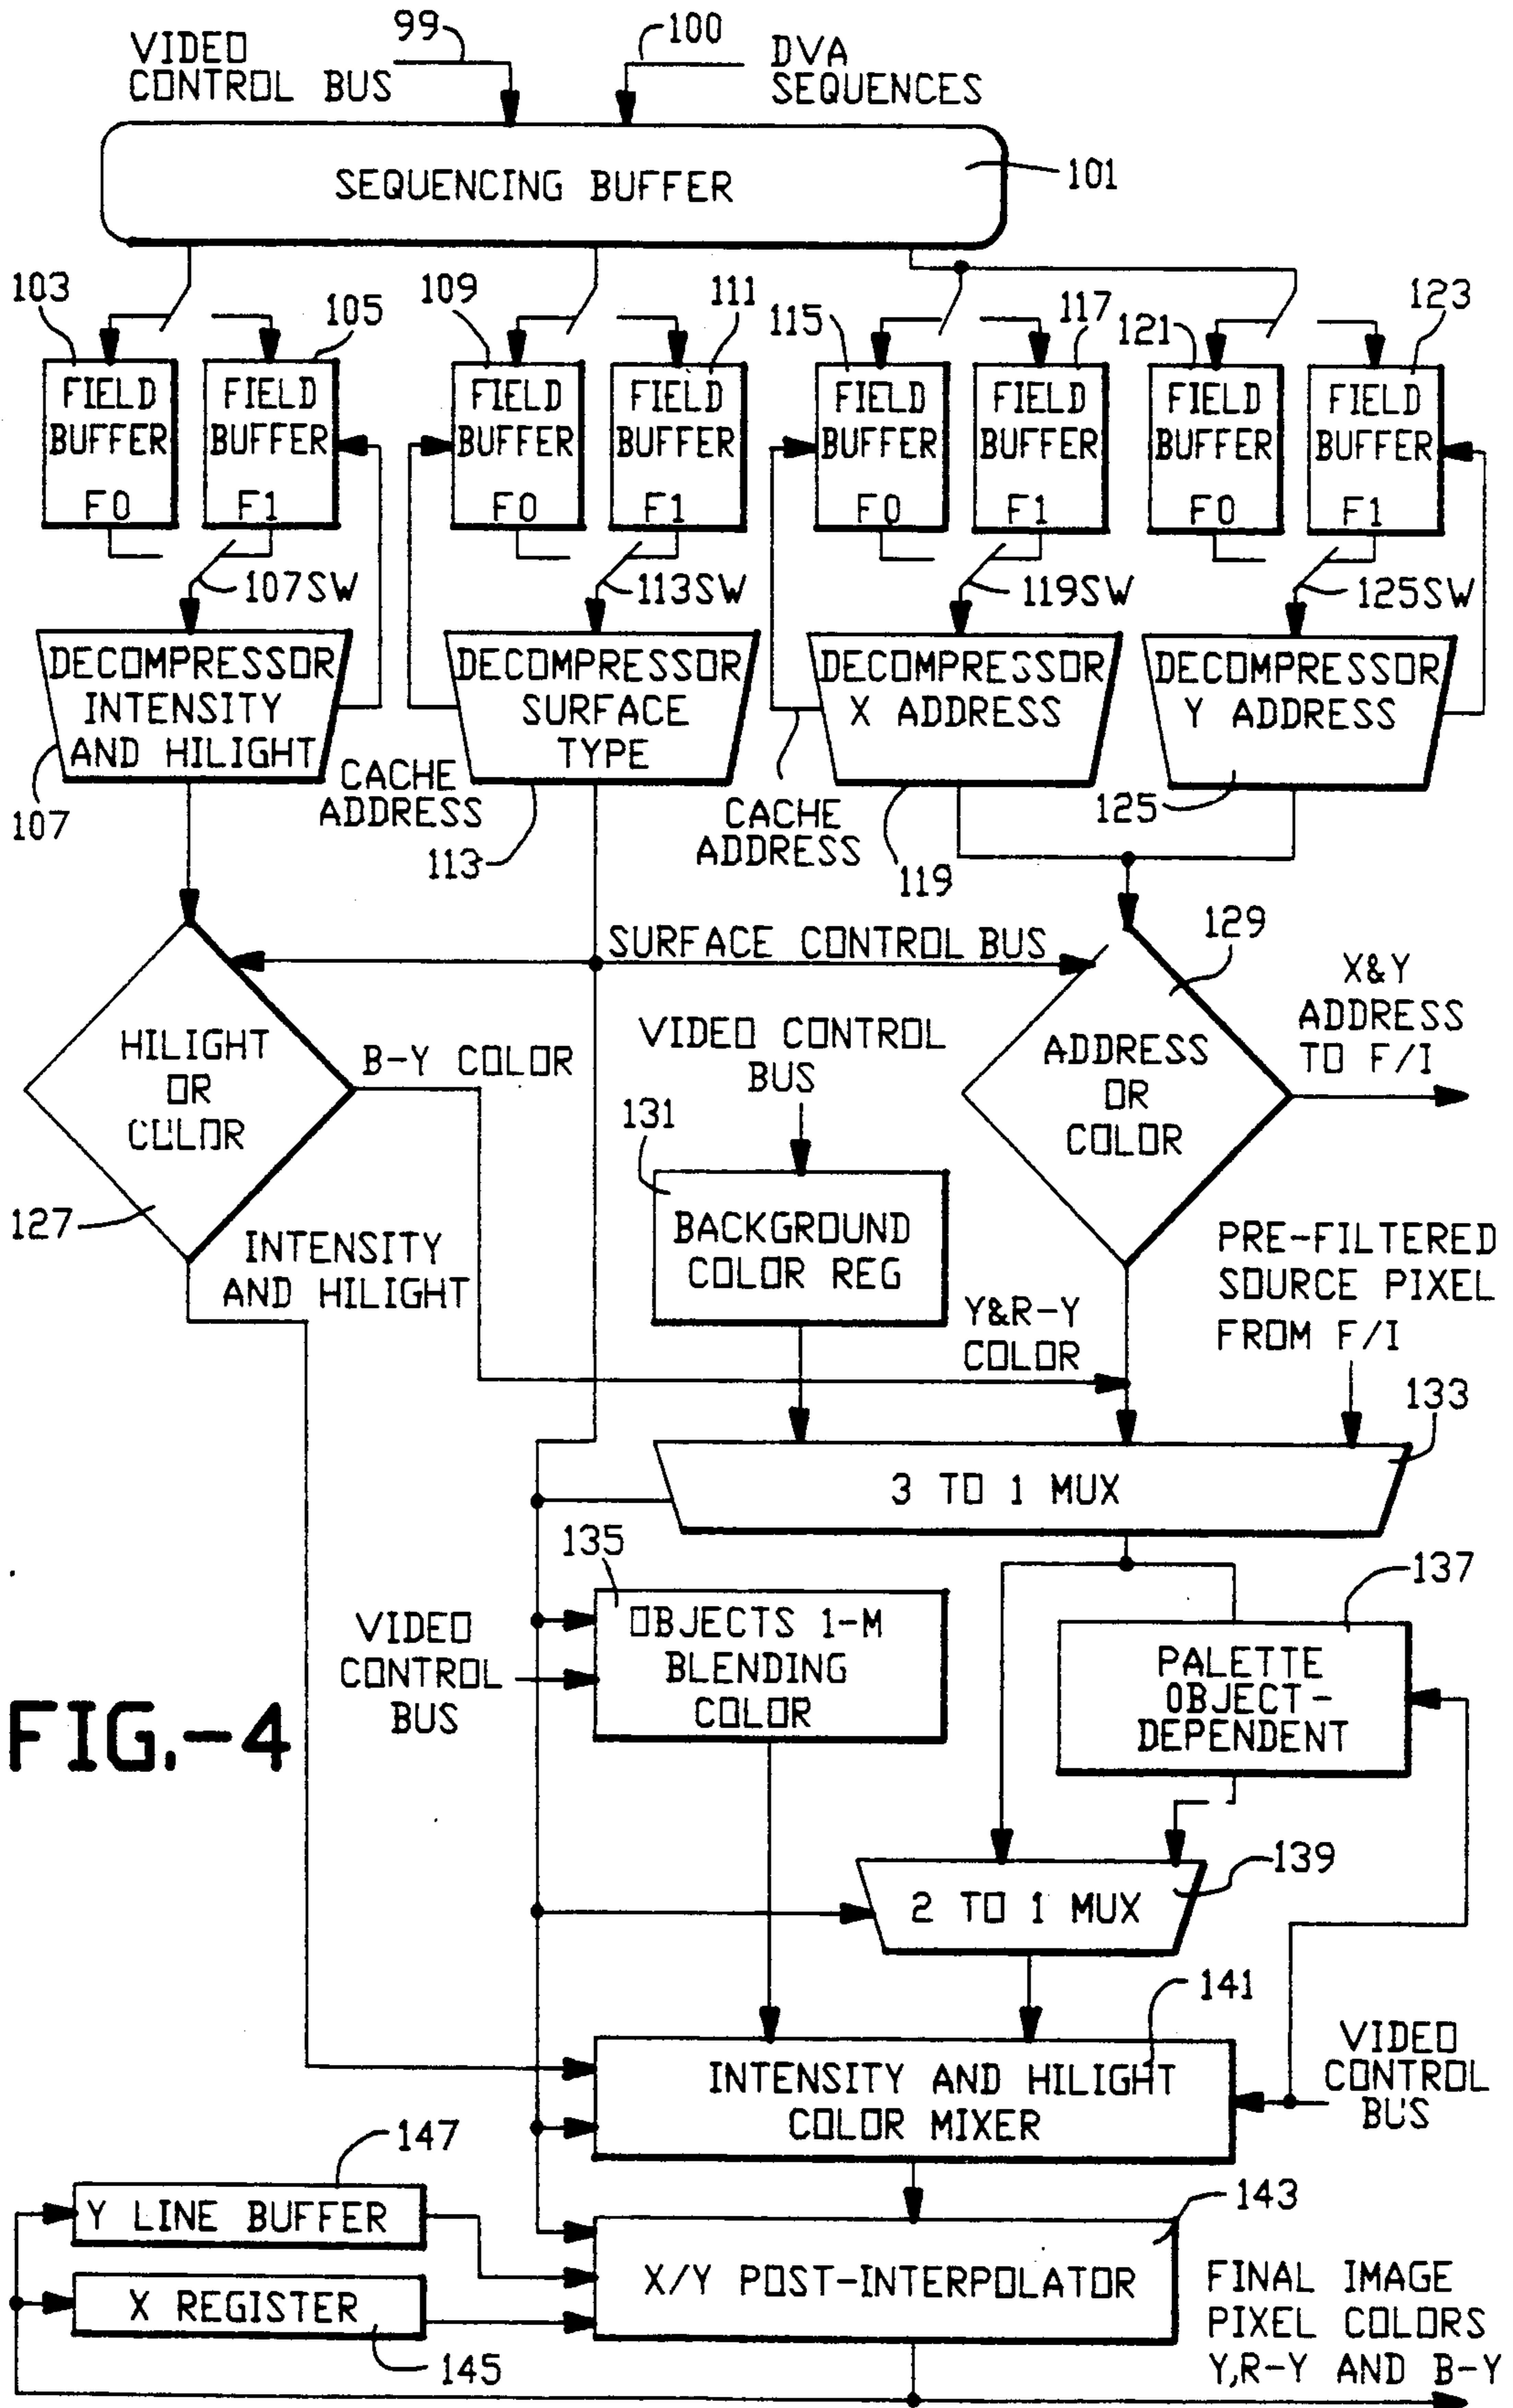 VIDEO
CONTROL BUS
99
100
DVA
SEQUENCES
SEQUENCING BUFFER
101
103
105
109
111
115
117
121
123
FIELD
BUFFER
F0
FIELD
BUFFER
F1
FIELD
BUFFER
F0
FIELD
BUFFER
F1
FIELD
BUFFER
F0
FIELD
BUFFER
F1
FIELD
BUFFER
F0
FIELD
BUFFER
F1
107SW
113SW
119SW
125SW
DECOMPRESSOR
INTENSITY
AND HILIGHT
107
DECOMPRESSOR
SURFACE
TYPE
113
DECOMPRESSOR
X ADDRESS
119
DECOMPRESSOR
Y ADDRESS
125
CACHE
ADDRESS
CACHE
ADDRESS
SURFACE CONTROL BUS
129
HILIGHT
OR
COLOR
127
B-Y COLOR
VIDEO CONTROL
BUS
ADDRESS
OR
COLOR
X&Y
ADDRESS
TO F/I
131
BACKGROUND
COLOR REG
INTENSITY
AND HILIGHT
Y&R-Y
COLOR
PRE-FILTERED
SOURCE PIXEL
FROM F/I
133
3 TO 1 MUX
135
OBJECTS 1-M
BLENDING
COLOR
VIDEO
CONTROL
BUS
137
PALETTE
OBJECT-
DEPENDENT
FIG.-4
139
2 TO 1 MUX
141
INTENSITY AND HILIGHT
COLOR MIXER
VIDEO
CONTROL
BUS
147
Y LINE BUFFER
X REGISTER
145
143
X/Y POST-INTERPOLATOR
FINAL IMAGE
PIXEL COLORS
Y,R-Y AND B-Y